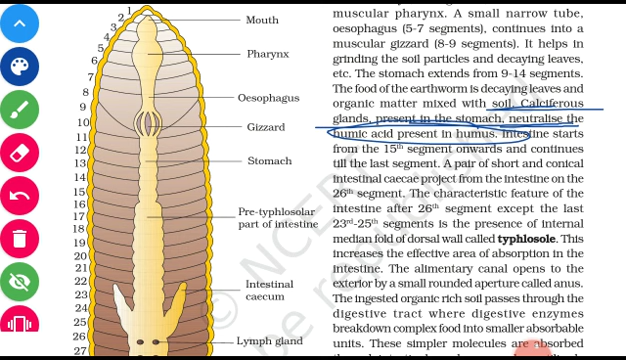 1
2
3
4
5
6
7
8
9
10
11
12
13
14
15
16
17
18
19
20
21
22
23
24
25
26
27
Mouth
Pharynx
Oesophagus
Gizzard
Stomach
Pre-typhlosolar
part of intestine
Intestinal
caecum
Lymph gland
muscular pharynx. A small narrow tube,
oesophagus (5-7 segments), continues into a
muscular gizzard (8-9 segments). It helps in
grinding the soil particles and decaying leaves,
etc. The stomach extends from 9-14 segments.
The food of the earthworm is decaying leaves and
organic matter mixed with soil. Calciferous
glands, present in the stomach, neutralise the
humic acid present in humus. Intestine starts
from the 15th segment onwards and continues
till the last segment. A pair of short and conical
intestinal caecae project from the intestine on the
26th segment. The characteristic feature of the
intestine after 26th segment except the last
23rd-25th segments is the presence of internal
median fold of dorsal wall called typhlosole. This
increases the effective area of absorption in the
intestine. The alimentary canal opens to the
exterior by a small rounded aperture called anus.
The ingested organic rich soil passes through the
digestive tract where digestive enzymes
breakdown complex food into smaller absorbable
units. These simpler molecules are absorbed
© NCERT
be republished